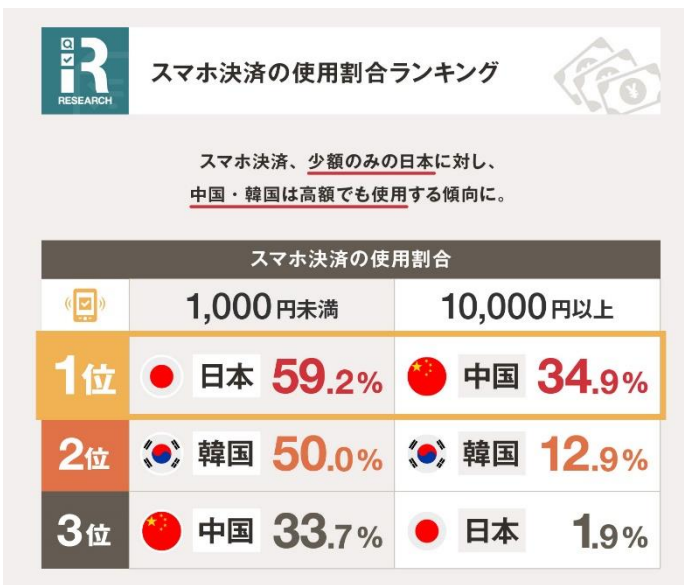 iR
RESEARCH
スマホ決済の使用割合ランキング
スマホ決済、少額のみの日本に対し、
中国・韓国は高額でも使用する傾向に。
スマホ決済の使用割合
1,000円未満 10,000円以上
1位 日本 59.2% 中国 34.9%
2位 韓国 50.0% 韓国 12.9%
3位 中国 33.7% 日本 1.9%